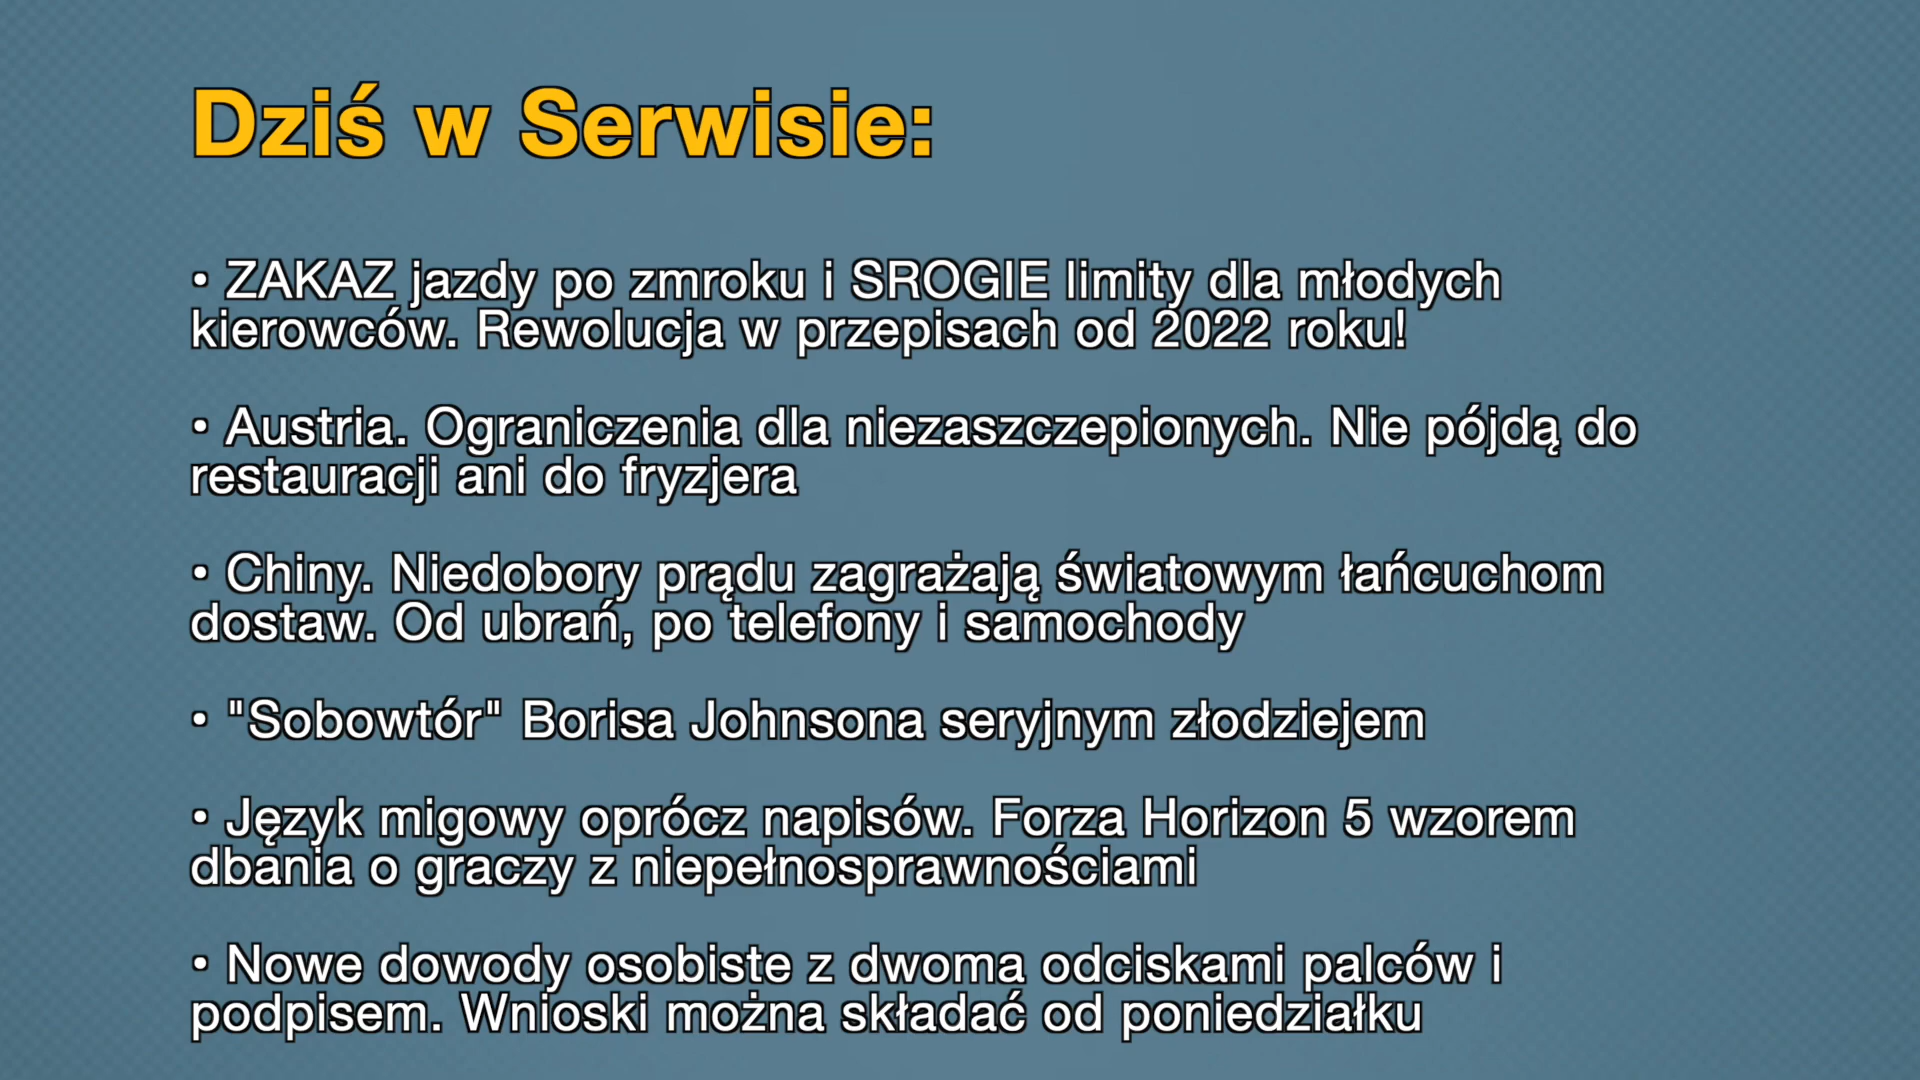 Dziś w Serwisie:
• ZAKAZ jazdy po zmroku i SROGIE limity dla młodych
kierowców. Rewolucja w przepisach od 2022 roku!
• Austria. Ograniczenia dla niezaszczepionych. Nie pójdą do
restauracji ani do fryzjera
• Chiny. Niedobory prądu zagrażają światowym łańcuchom
dostaw. Od ubrań, po telefony i samochody
• "Sobowtór" Borisa Johnsona seryjnym złodziejem
• Język migowy oprócz napisów. Forza Horizon 5 wzorem
dbania o graczy z niepełnosprawnościami
• Nowe dowody osobiste z dwoma odciskami palców i
podpisem. Wnioski można składać od poniedziałku